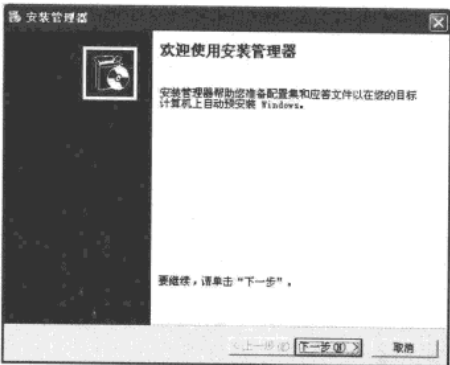 安装管理器
欢迎使用安装管理器
安装管理器帮助您准备配置集和应答文件以在您的目标
计算机上自动预安装 Windows。
要继续，请单击“下一步”。
<上一步(B) 下一步(N) > 取消